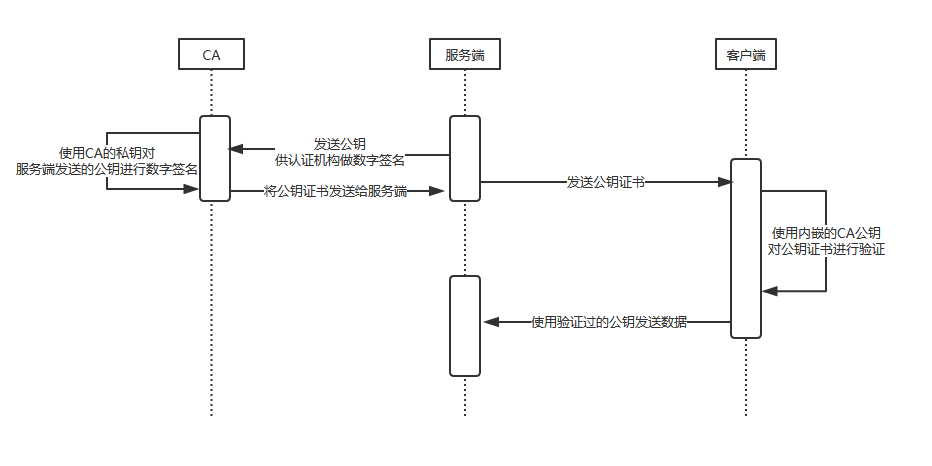 CA
服务端
客户端
发送公钥
供认证机构做数字签名
使用CA的私钥对
服务端发送的公钥进行数字签名
将公钥证书发送给服务端
发送公钥证书
使用内嵌的CA公钥
对公钥证书进行验证
使用验证过的公钥发送数据